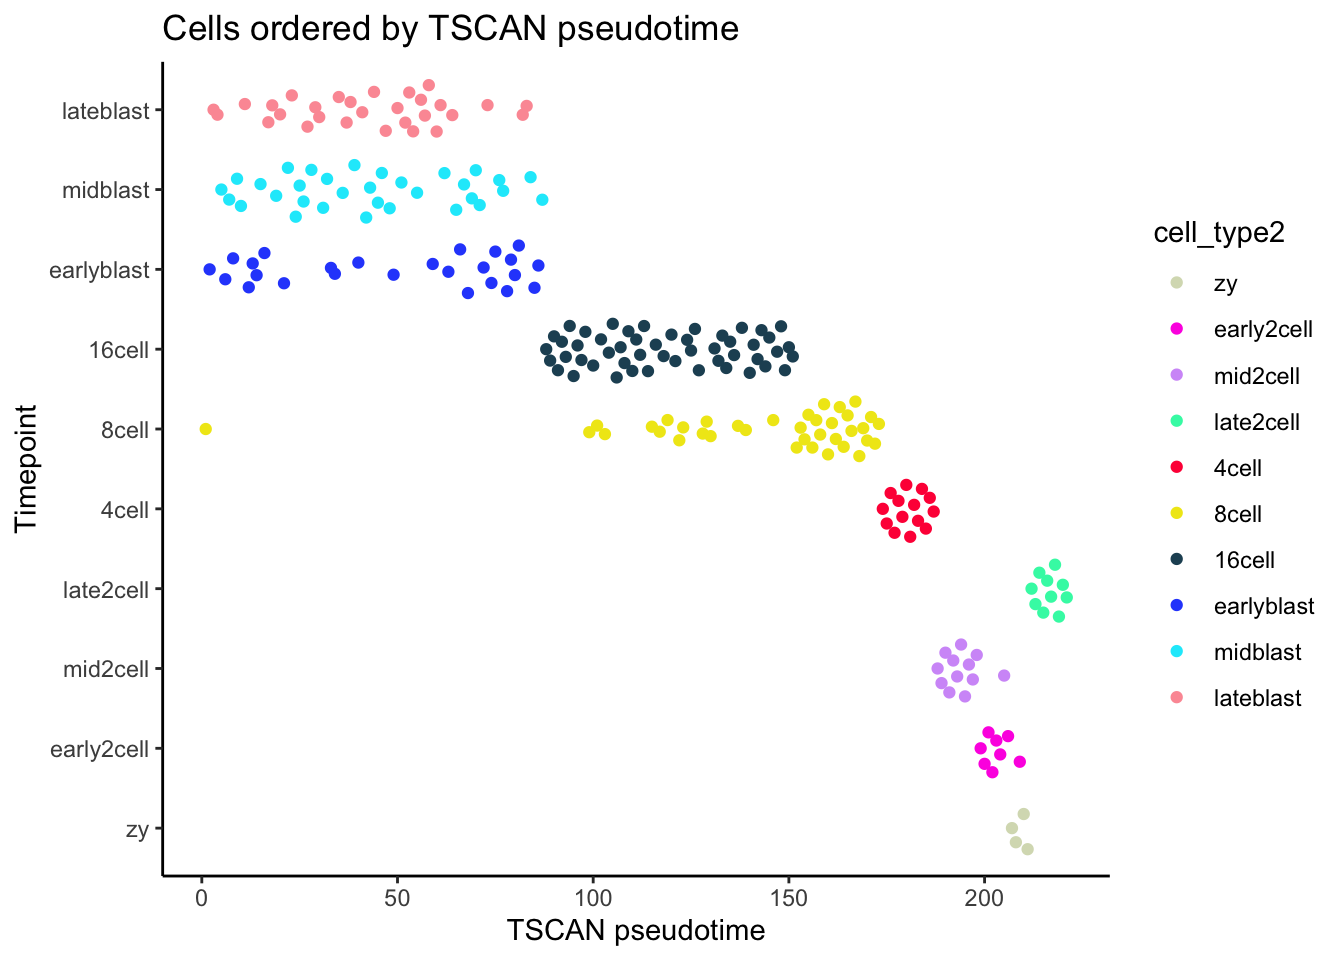 Cells ordered by TSCAN pseudotime
Timepoint
lateblast
midblast
earlyblast
16cell
8cell
4cell
late2cell
mid2cell
early2cell
zy
0 50 100 150 200
TSCAN pseudotime
cell_type2
zy
early2cell
mid2cell
late2cell
4cell
8cell
16cell
earlyblast
midblast
lateblast